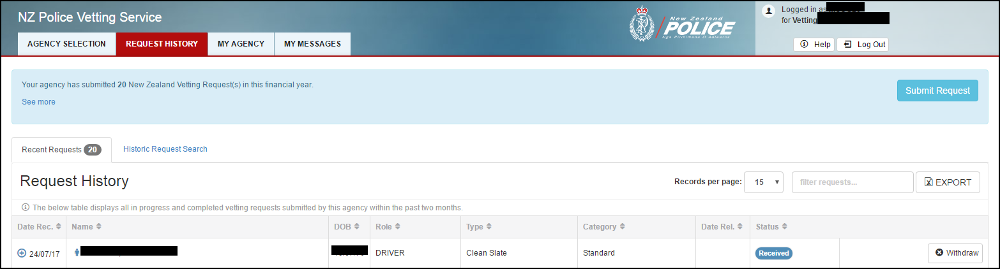 NZ Police Vetting Service
New Zealand
POLICE
Nga Pirihimana O Aotearoa
Logged in as
for Vetting
Help
Log Out
AGENCY SELECTION
REQUEST HISTORY
MY AGENCY
MY MESSAGES
Your agency has submitted 20 New Zealand Vetting Request(s) in this financial year.
See more
Submit Request
Recent Requests 20
Historic Request Search
Request History
Records per page: 15
filter requests...
EXPORT
The below table displays all in progress and completed vetting requests submitted by this agency within the past two months.
Date Rec. Name DOB Role Type Category Date Rel. Status
24/07/17 DRIVER Clean Slate Standard Received Withdraw